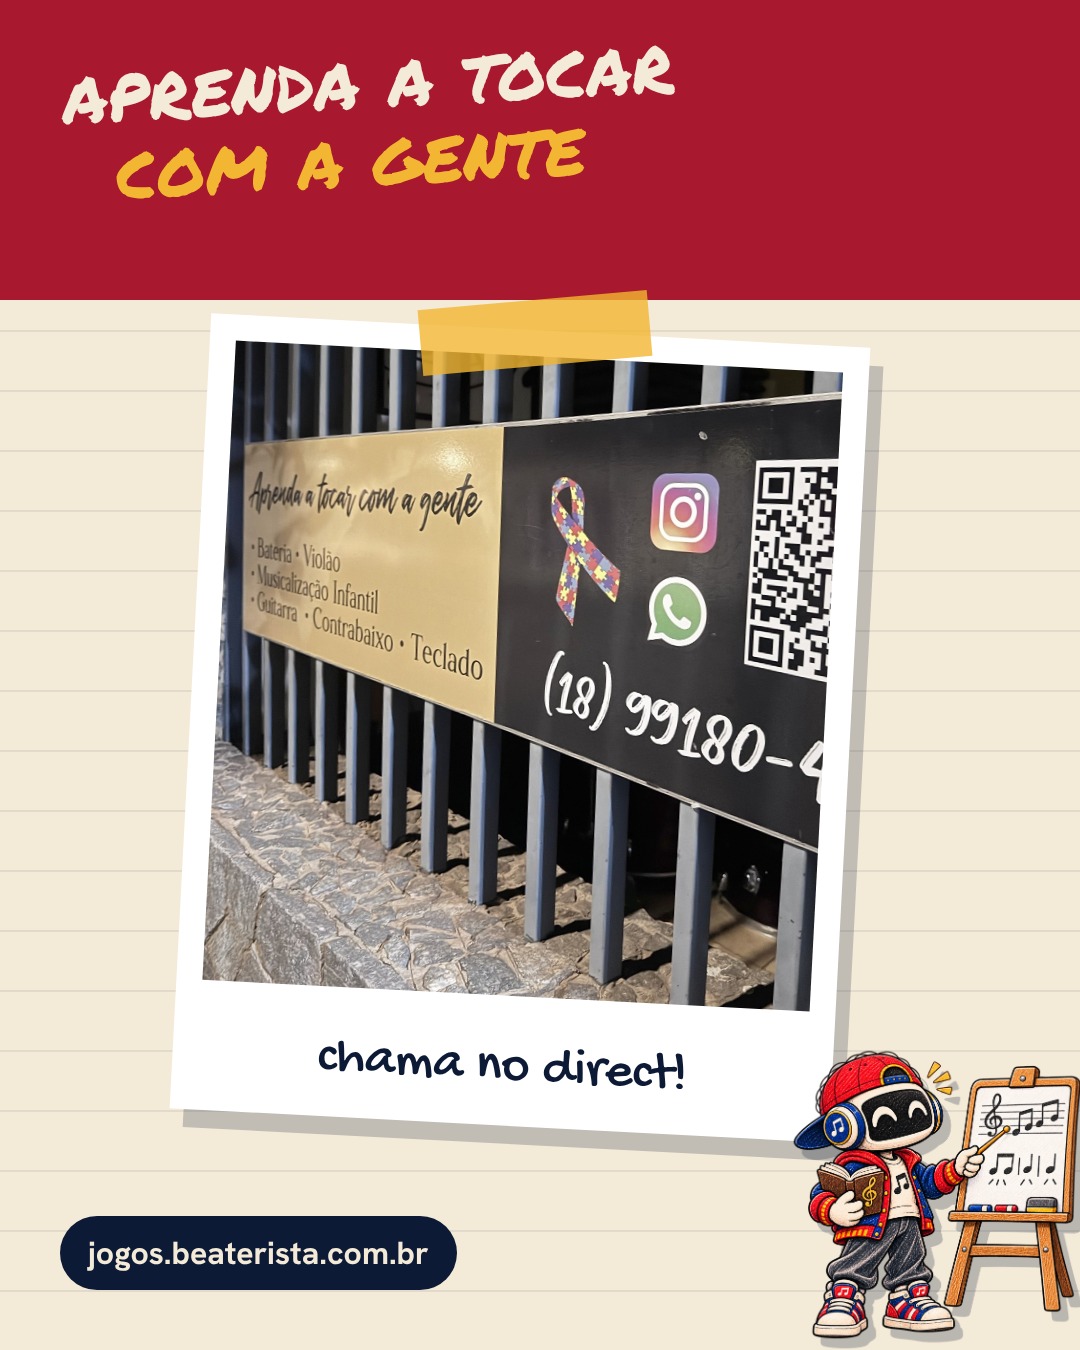 APRENDA A TOCAR
COM A GENTE
Aprenda a tocar com a gente
• Bateria • Violão
• Musicalização Infantil
• Guitarra • Contrabaixo • Teclado
(18) 99180-4
chama no direct!
jogos.beaterista.com.br